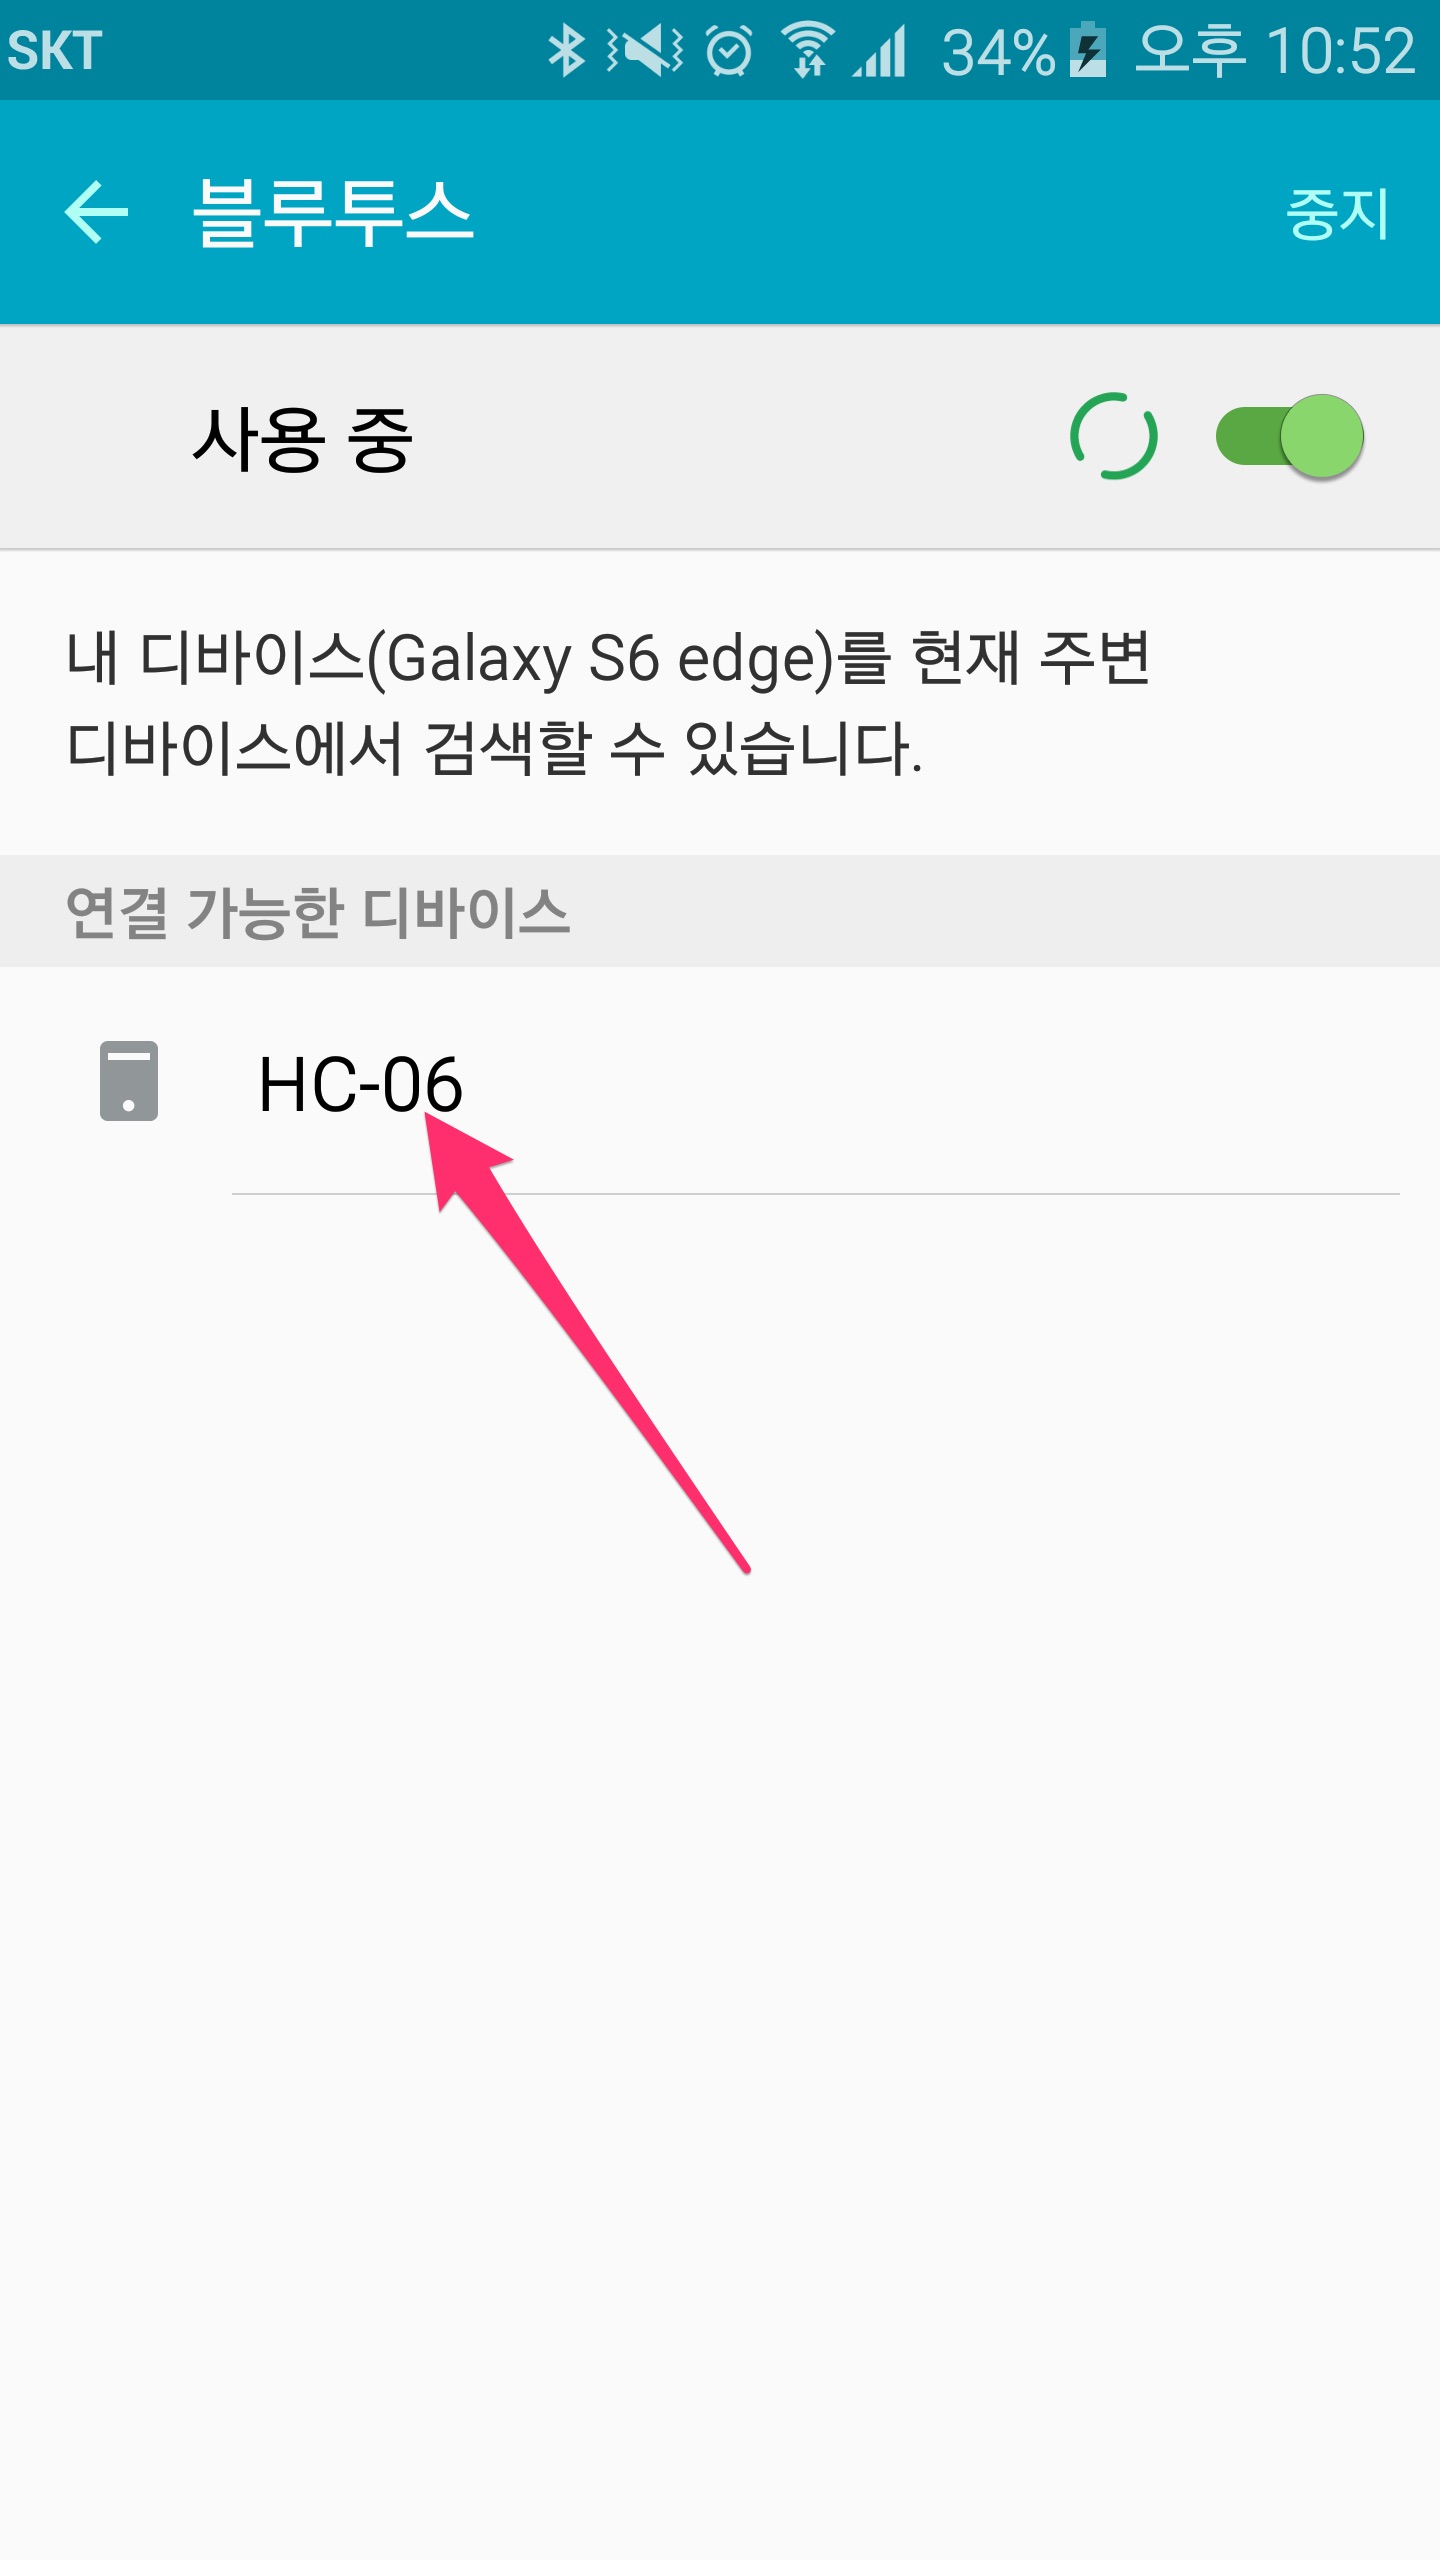 SKT 34% 오후 10:52
블루투스 중지
사용 중
내 디바이스(Galaxy S6 edge)를 현재 주변
디바이스에서 검색할 수 있습니다.
연결 가능한 디바이스
HC-06